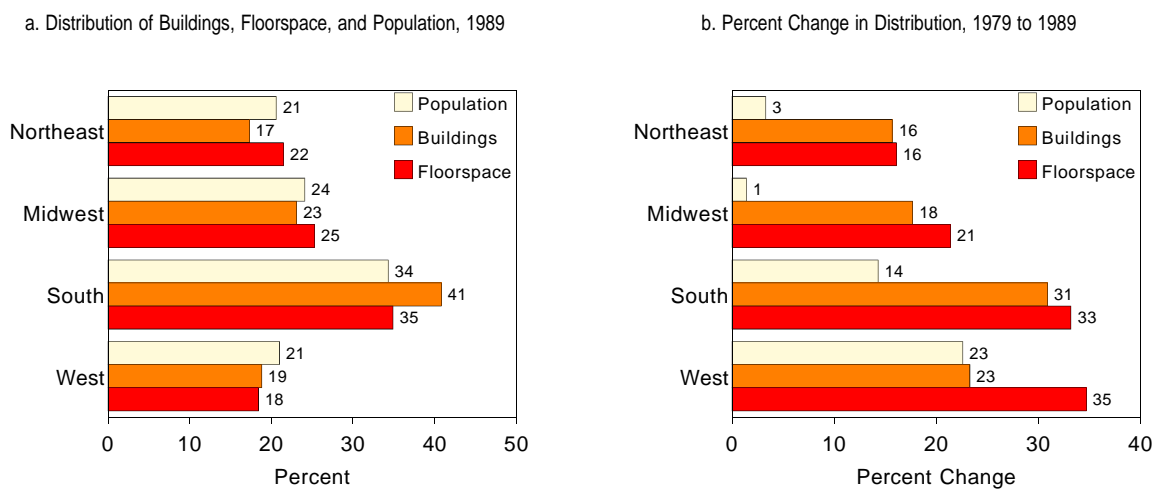 a. Distribution of Buildings, Floorspace, and Population, 1989
Northeast
Midwest
South
West
21
17
22
24
23
25
34
41
35
21
19
18
Population
Buildings
Floorspace
0 10 20 30 40 50
Percent
b. Percent Change in Distribution, 1979 to 1989
Northeast
Midwest
South
West
3
16
16
1
18
21
14
31
33
23
23
35
Population
Buildings
Floorspace
0 10 20 30 40
Percent Change